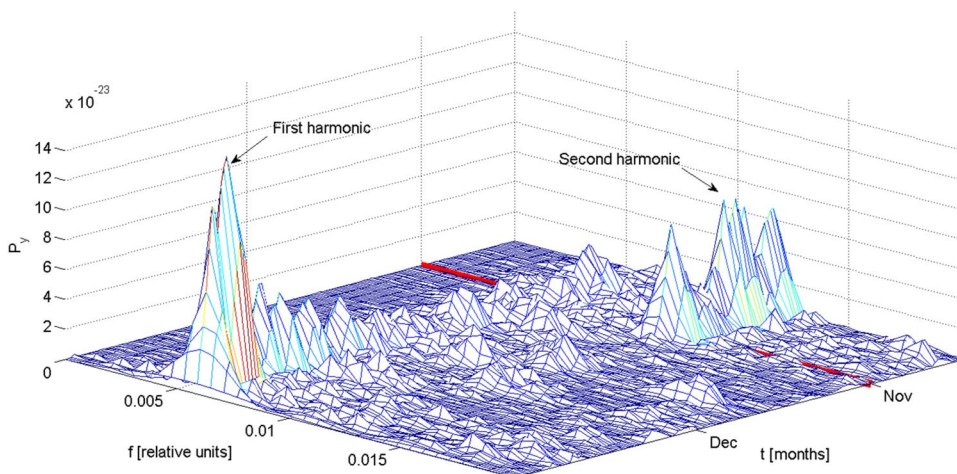 x 10-23
First harmonic
Second harmonic
14
12
10
8
6
4
2
0
Py
0.005
0.01
0.015
f [relative units]
Nov
Dec
t [months]